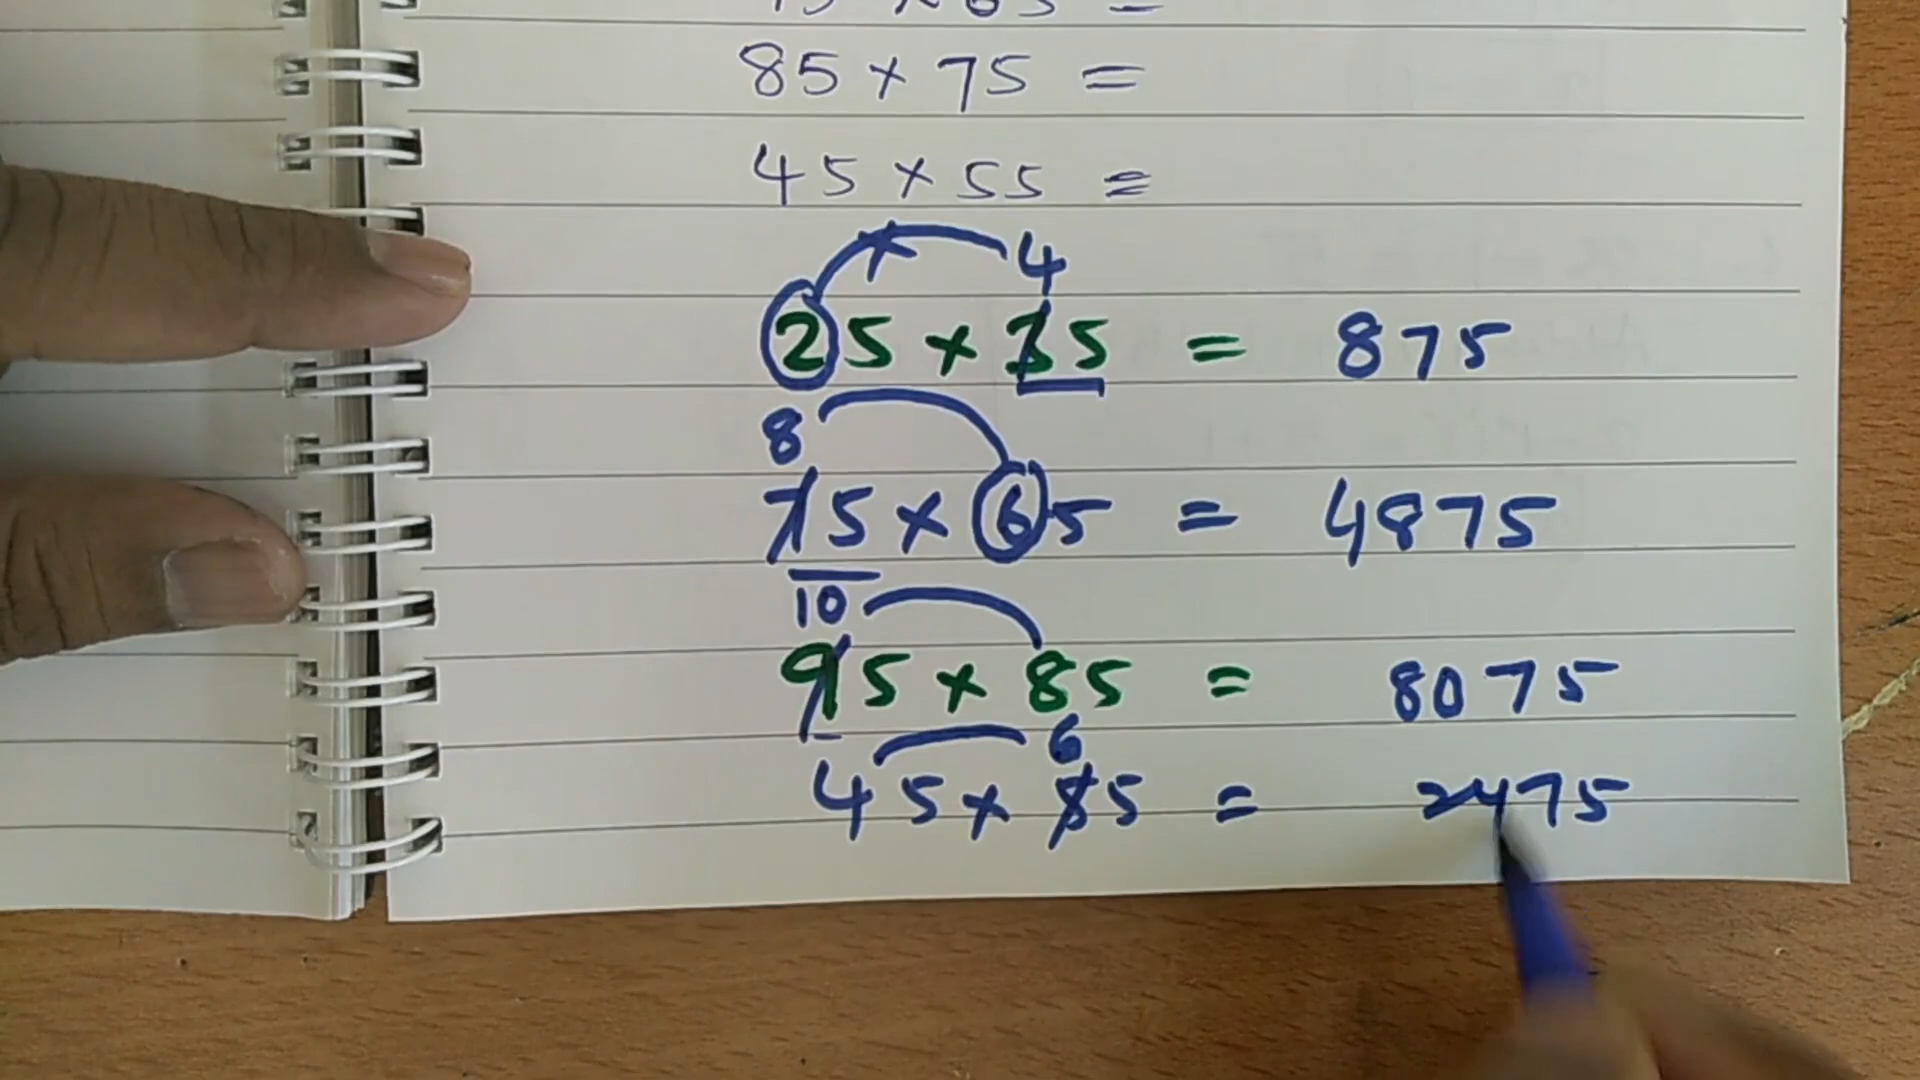 85 × 75 =
45 × 55 =
× 4
25 × 35 = 875
8
75 × 65 = 4875
10
95 × 85 = 8075
6
45 × 55 = 2475